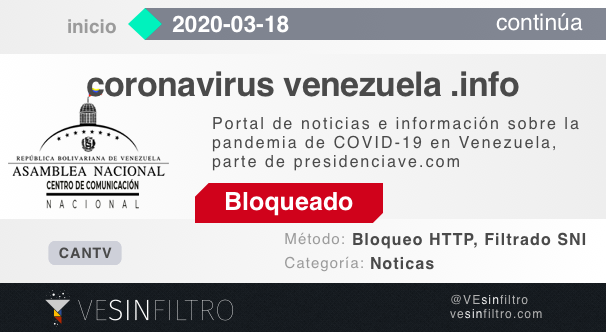 inicio 2020-03-18 continúa
coronavirus venezuela .info
Portal de noticias e información sobre la
pandemia de COVID-19 en Venezuela,
parte de presidenciave.com
REPÚBLICA BOLIVARIANA DE VENEZUELA
ASAMBLEA NACIONAL
CENTRO DE COMUNICACIÓN
NACIONAL
Bloqueado
CANTV
Método: Bloqueo HTTP, Filtrado SNI
Categoría: Noticas
VESINFILTRO
@VEsinfiltro
vesinfiltro.com